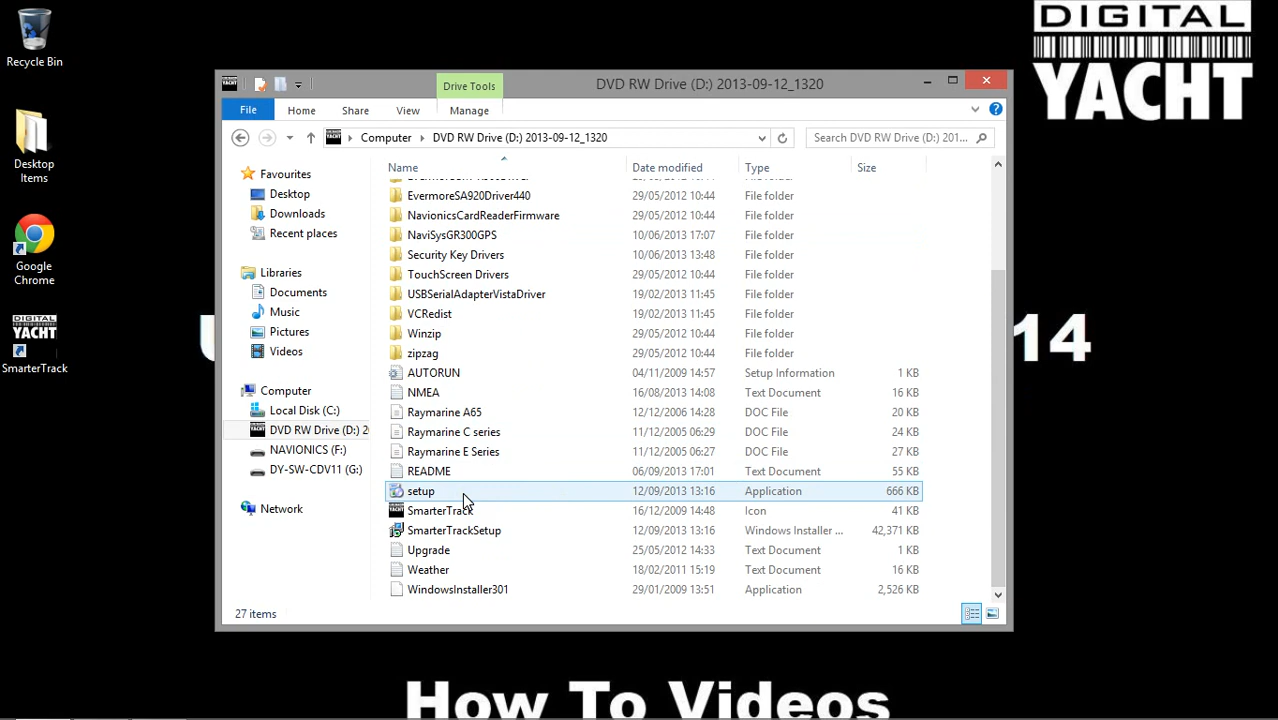 Recycle Bin
Desktop
Items
Google
Chrome
DIGITAL
YACHT
SmarterTrack
DIGITAL
YACHT
Drive Tools
DVD RW Drive (D:) 2013-09-12_1320
File
Home
Share
View
Manage
Computer
DVD RW Drive (D:) 2013-09-12_1320
Search DVD RW Drive (D:) 201...
Favourites
Desktop
Downloads
Recent places
Libraries
Documents
Music
Pictures
Videos
Computer
Local Disk (C:)
DVD RW Drive (D:) 2
NAVIONICS (F:)
DY-SW-CDV11 (G:)
Network
Name Date modified Type Size
29/05/2012 10:44 File folder
EvermoreSA920Driver440 29/05/2012 10:44 File folder
NavionicsCardReaderFirmware 29/05/2012 10:44 File folder
NaviSysGR300GPS 10/06/2013 17:07 File folder
Security Key Drivers 10/06/2013 13:48 File folder
TouchScreen Drivers 29/05/2012 10:44 File folder
USBSerialAdapterVistaDriver 19/02/2013 11:45 File folder
VCRedist 19/02/2013 11:45 File folder
Winzip 29/05/2012 10:44 File folder
zipzag 29/05/2012 10:44 File folder
AUTORUN 04/11/2009 14:57 Setup Information 1 KB
NMEA 16/08/2013 14:08 Text Document 16 KB
Raymarine A65 12/12/2006 14:28 DOC File 20 KB
Raymarine C series 11/12/2005 06:29 DOC File 24 KB
Raymarine E Series 11/12/2005 06:27 DOC File 27 KB
README 06/09/2013 17:01 Text Document 55 KB
setup 12/09/2013 13:16 Application 666 KB
SmarterTrack 16/12/2009 14:48 Icon 41 KB
SmarterTrackSetup 12/09/2013 13:16 Windows Installer ... 42,371 KB
Upgrade 25/05/2012 14:33 Text Document 1 KB
Weather 18/02/2011 15:19 Text Document 16 KB
WindowsInstaller301 29/01/2009 13:51 Application 2,526 KB
27 items
14
How To Videos